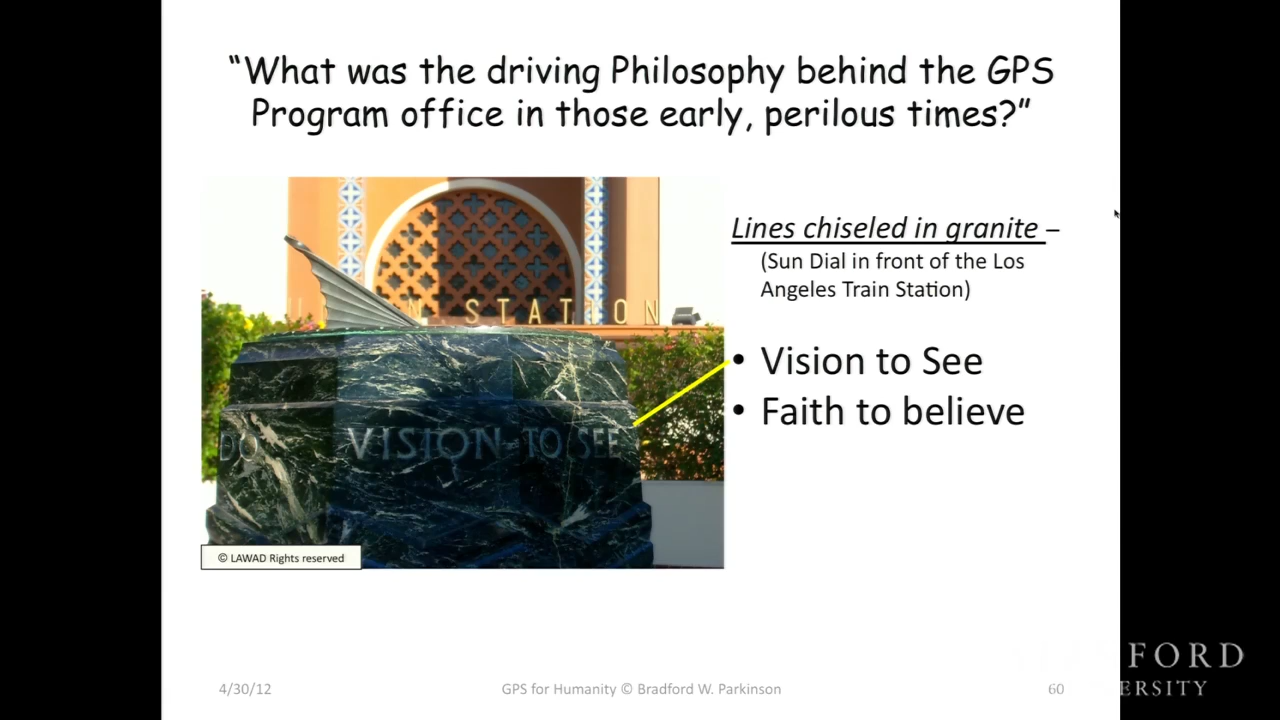 “What was the driving Philosophy behind the GPS
Program office in those early, perilous times?”
Lines chiseled in granite –
(Sun Dial in front of the Los
Angeles Train Station)
• Vision to See
• Faith to believe
STATION
DO
VISION TO SEE
© LAWAD Rights reserved
4/30/12
GPS for Humanity © Bradford W. Parkinson
60
FORD
ERSITY